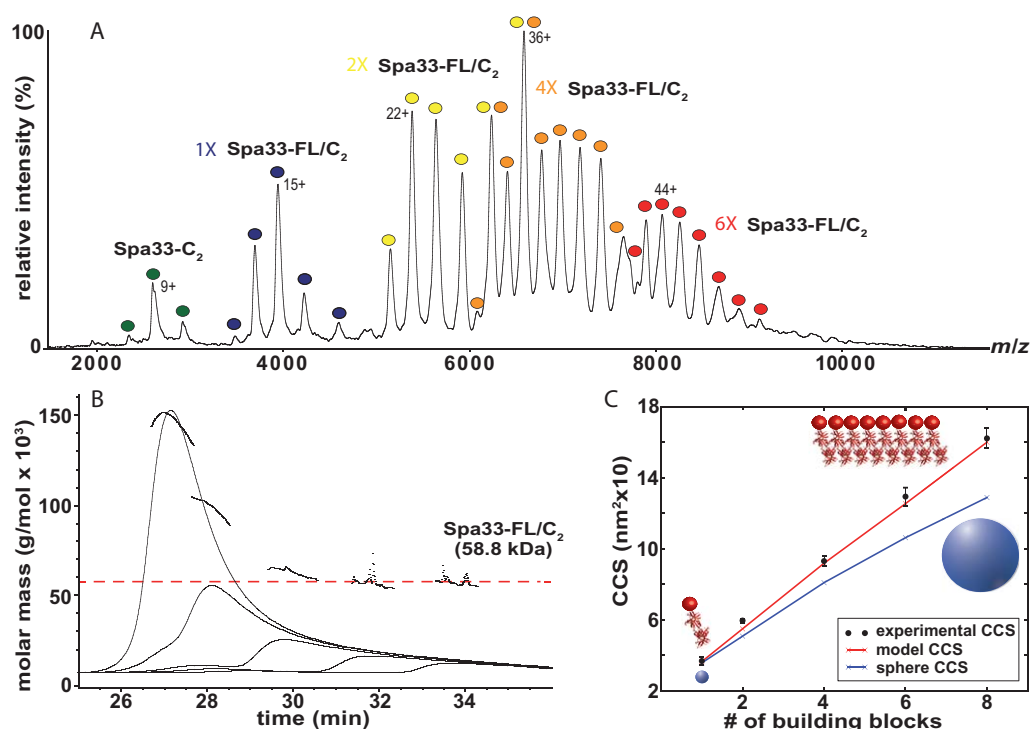 A
100
relative intensity (%)
0
Spa33-C₂
9+
1X Spa33-FL/C₂
15+
2X Spa33-FL/C₂
22+
36+
4X Spa33-FL/C₂
44+
6X Spa33-FL/C₂
2000 4000 6000 8000 10000 m/z
B
molar mass (g/mol x 10³)
150
100
50
0
Spa33-FL/C₂
(58.8 kDa)
26 28 30 32 34
time (min)
C
CCS (nm²x10)
18
14
10
6
2
experimental CCS
model CCS
sphere CCS
2 4 6 8
# of building blocks